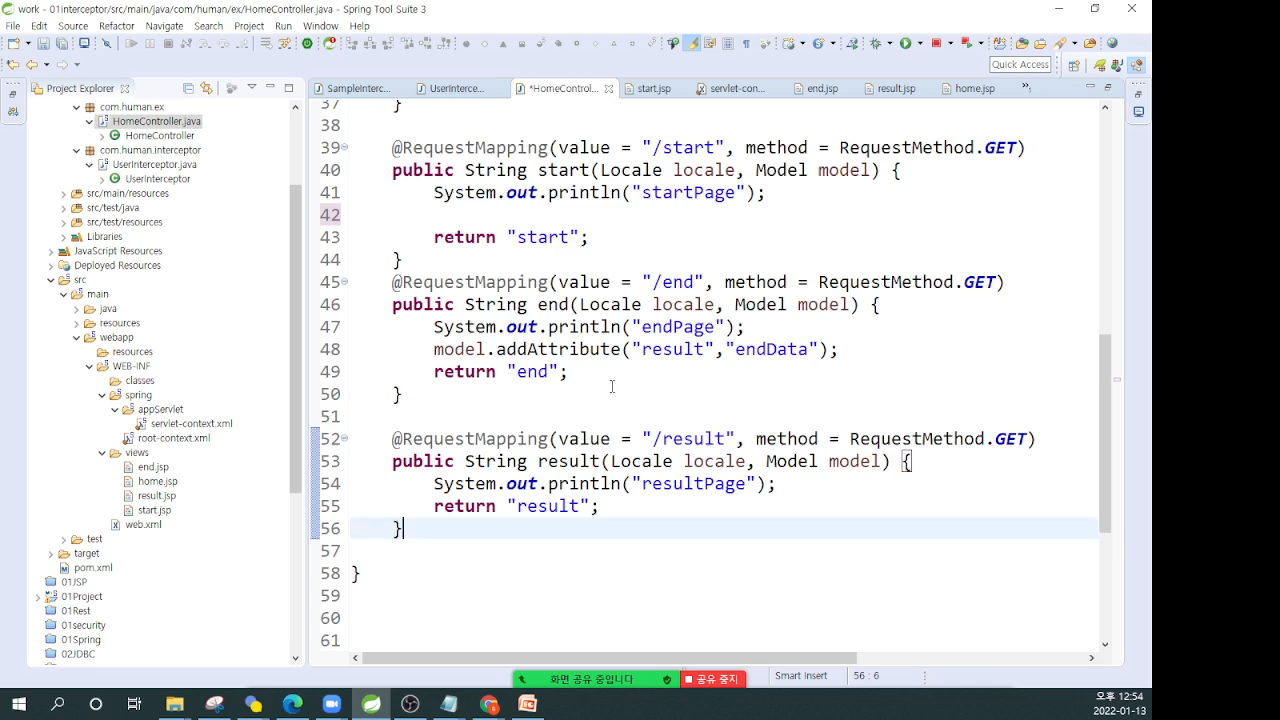 work - 01interceptor/src/main/java/com/human/ex/HomeController.java - Spring Tool Suite 3
File Edit Source Refactor Navigate Search Project Run Window Help
Quick Access
Project Explorer
com.human.ex
HomeController.java
HomeController
com.human.interceptor
UserInterceptor.java
UserInterceptor
src/main/resources
src/test/java
src/test/resources
Libraries
JavaScript Resources
Deployed Resources
src
main
java
resources
webapp
resources
WEB-INF
classes
spring
appServlet
servlet-context.xml
root-context.xml
views
end.jsp
home.jsp
result.jsp
start.jsp
web.xml
test
target
pom.xml
01JSP
01Project
01Rest
01security
01Spring
02JDBC
SampleInterc... UserInterce... *HomeControl... start.jsp servlet-con... end.jsp result.jsp home.jsp
37 }
38
39 @RequestMapping(value = "/start", method = RequestMethod.GET)
40 public String start(Locale locale, Model model) {
41 System.out.println("startPage");
42
43 return "start";
44 }
45 @RequestMapping(value = "/end", method = RequestMethod.GET)
46 public String end(Locale locale, Model model) {
47 System.out.println("endPage");
48 model.addAttribute("result","endData");
49 return "end";
50 }
51
52 @RequestMapping(value = "/result", method = RequestMethod.GET)
53 public String result(Locale locale, Model model) {
54 System.out.println("resultPage");
55 return "result";
56 }
57
58 }
59
60
61
화면 공유 중입니다 공유 중지 Smart Insert 56 : 6
오후 12:54
2022-01-13